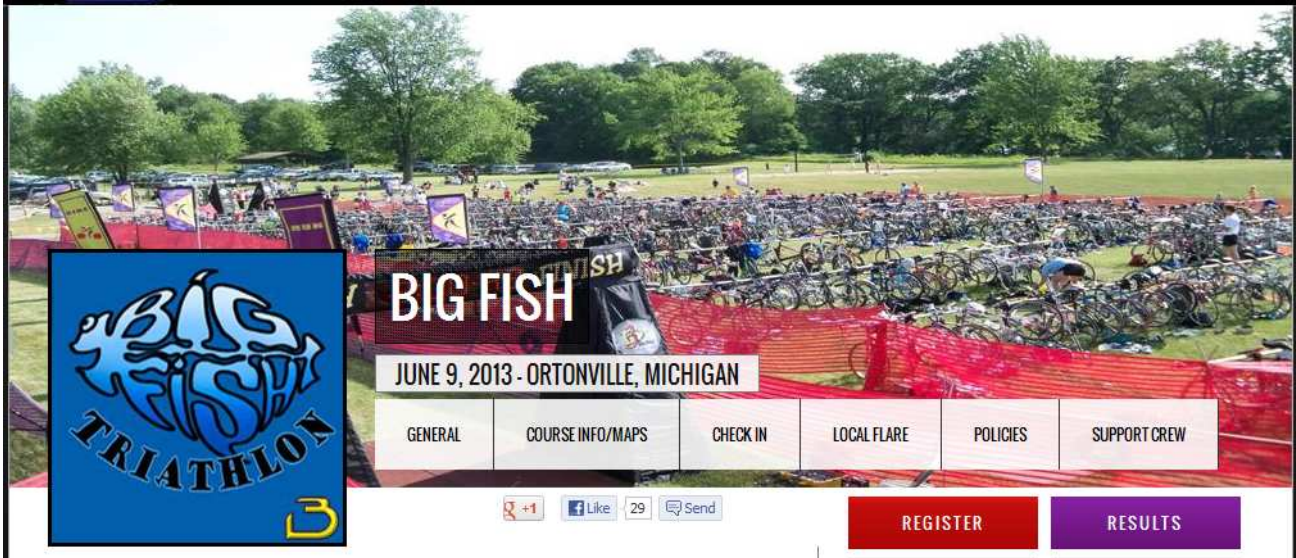 FINISH
BIG FISH
JUNE 9, 2013 - ORTONVILLE, MICHIGAN
GENERAL
COURSE INFO/MAPS
CHECK IN
LOCAL FLARE
POLICIES
SUPPORT CREW
BIG
FISH
TRIATHLON
g +1
f Like
29
Send
REGISTER
RESULTS